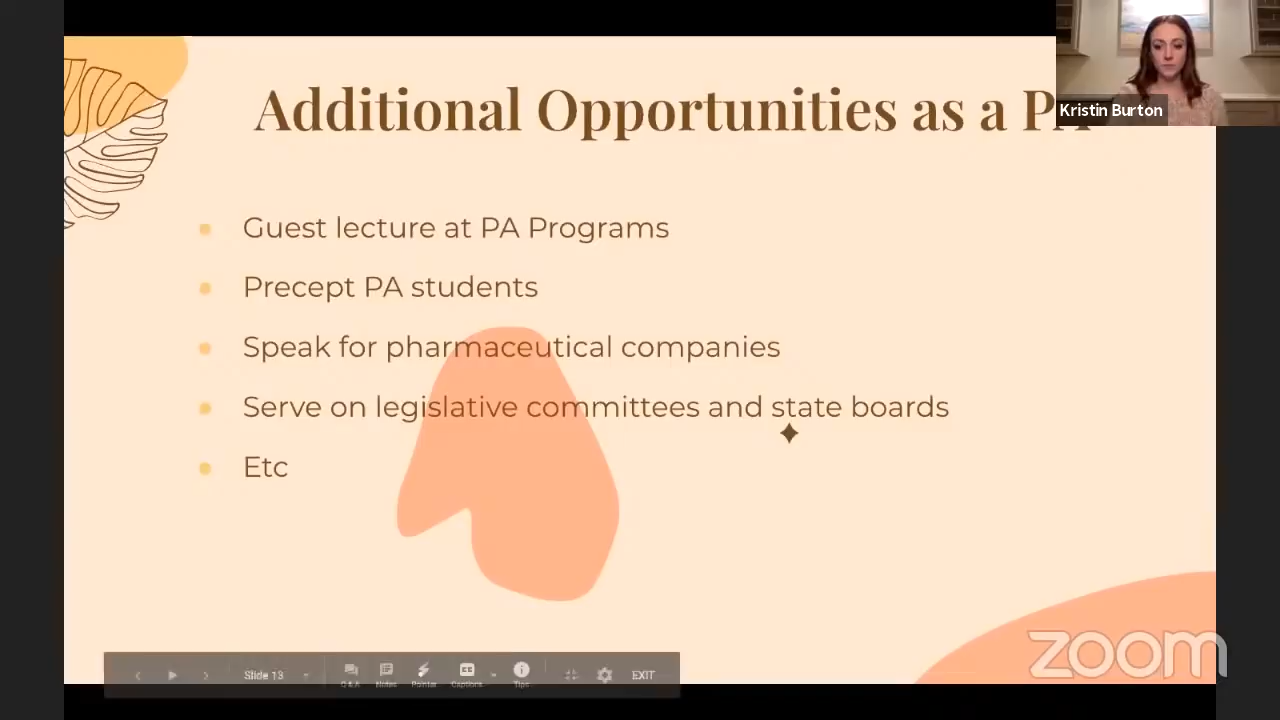 Additional Opportunities as a PA
Kristin Burton
Guest lecture at PA Programs
Precept PA students
Speak for pharmaceutical companies
Serve on legislative committees and state boards
Etc
zoom
Slide 13
Q&A
Notes
Pointer
Captions
Tips
EXIT